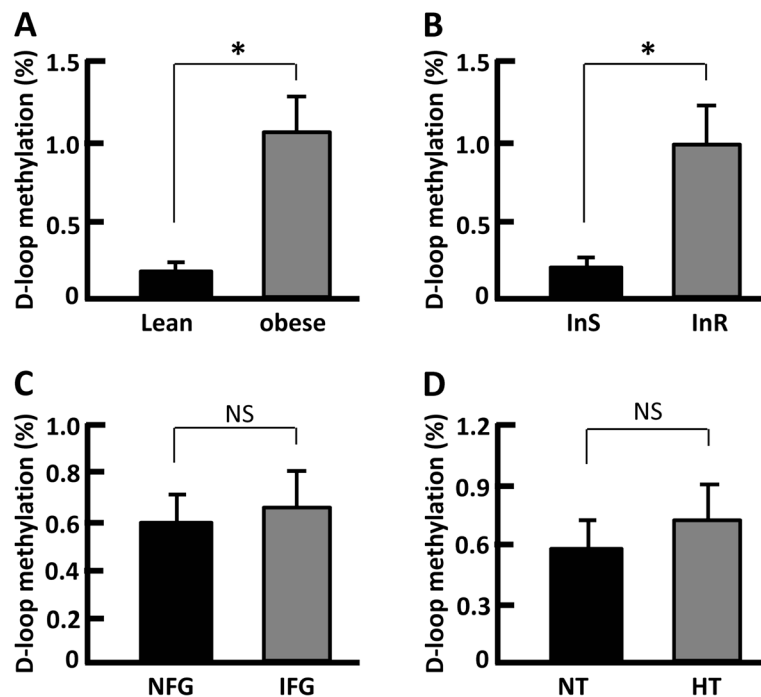 A
*
D-loop methylation (%)
1.5
1.0
0.5
0
Lean obese
B
*
D-loop methylation (%)
1.5
1.0
0.5
0
InS InR
C
NS
D-loop methylation (%)
1.0
0.8
0.6
0.4
0.2
0
NFG IFG
D
NS
D-loop methylation (%)
1.2
0.9
0.6
0.3
0
NT HT